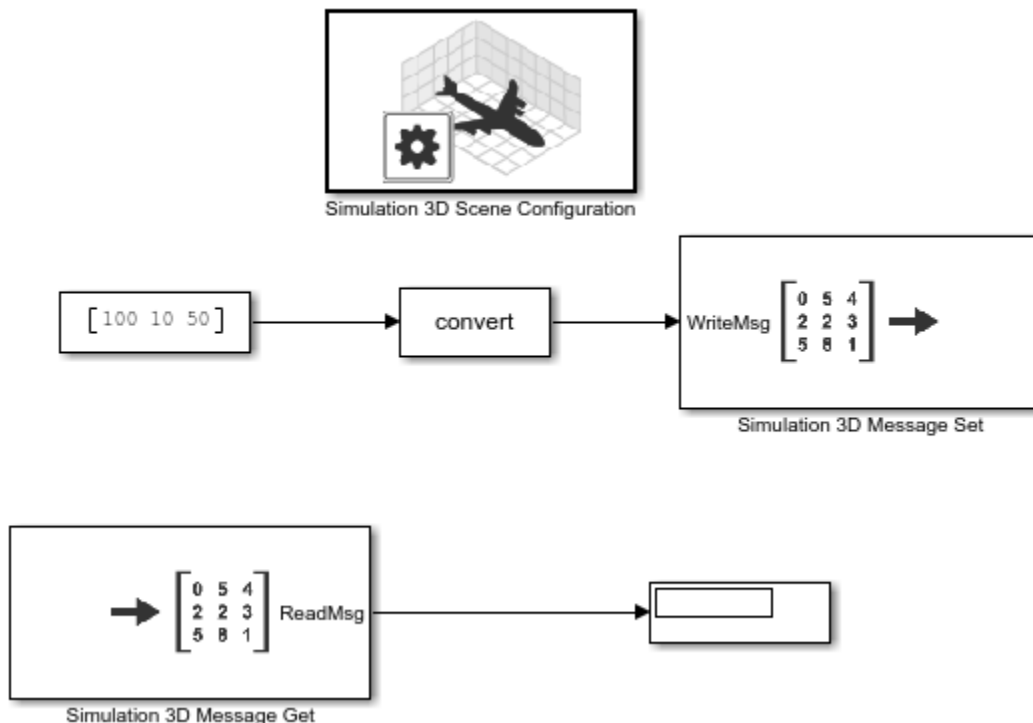 Simulation 3D Scene Configuration
[100 10 50]
convert
WriteMsg
0 5 4
2 2 3
5 8 1
Simulation 3D Message Set
0 5 4
2 2 3
5 8 1
ReadMsg
Simulation 3D Message Get